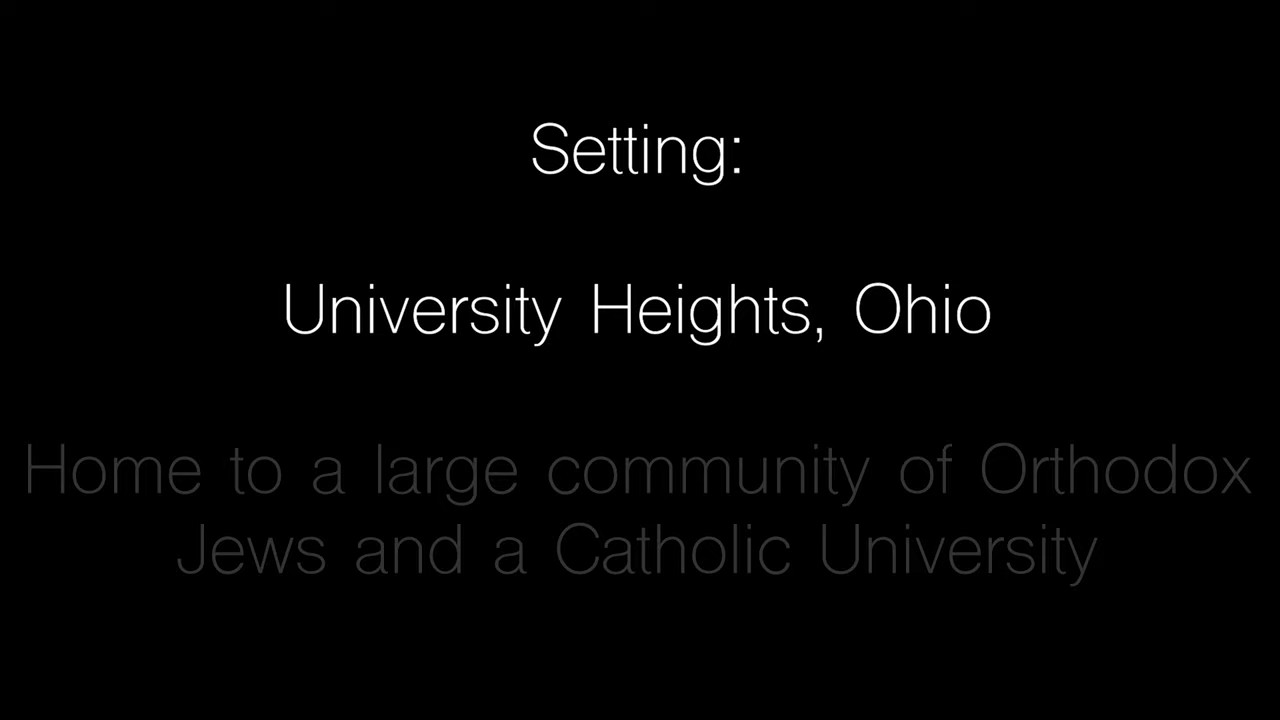 Setting:
University Heights, Ohio
Home to a large community of Orthodox
Jews and a Catholic University